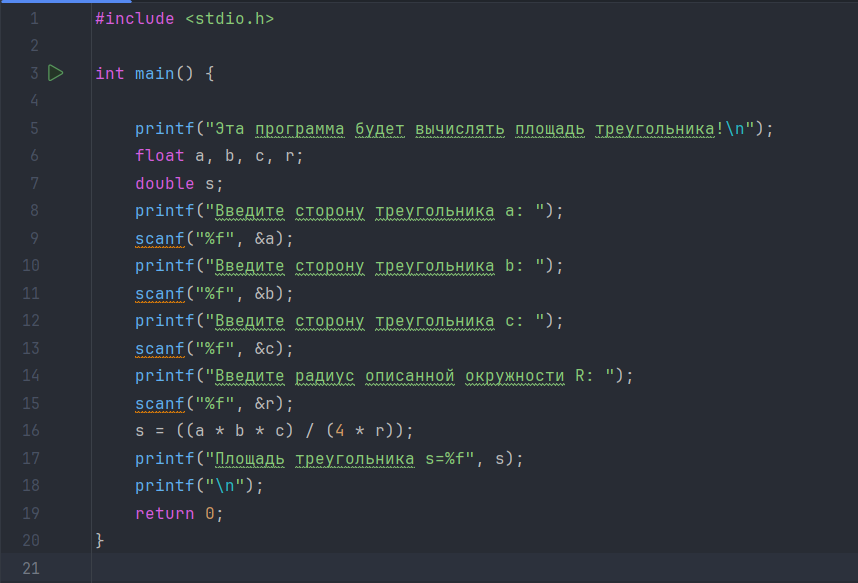 1 #include <stdio.h>
2
3 int main() {
4
5 printf("Эта программа будет вычислять площадь треугольника!\n");
6 float a, b, c, r;
7 double s;
8 printf("Введите сторону треугольника a: ");
9 scanf("%f", &a);
10 printf("Введите сторону треугольника b: ");
11 scanf("%f", &b);
12 printf("Введите сторону треугольника c: ");
13 scanf("%f", &c);
14 printf("Введите радиус описанной окружности R: ");
15 scanf("%f", &r);
16 s = ((a * b * c) / (4 * r));
17 printf("Площадь треугольника s=%f", s);
18 printf("\n");
19 return 0;
20 }
21